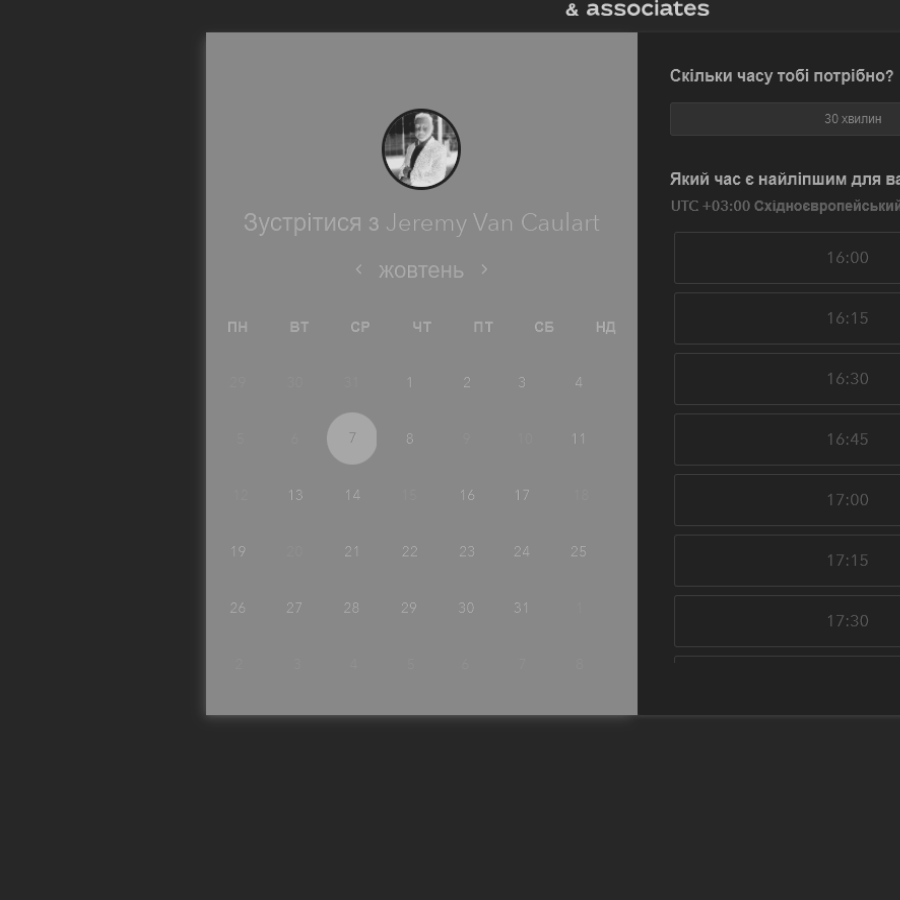 & associates
Зустрітися з Jeremy Van Caulart
‹ жовтень ›
ПН ВТ СР ЧТ ПТ СБ НД
29 30 31 1 2 3 4
5 6 7 8 9 10 11
12 13 14 15 16 17 18
19 20 21 22 23 24 25
26 27 28 29 30 31 1
2 3 4 5 6 7 8
Скільки часу тобі потрібно?
30 хвилин
Який час є найліпшим для ва
UTC +03:00 Східноєвропейський
16:00
16:15
16:30
16:45
17:00
17:15
17:30